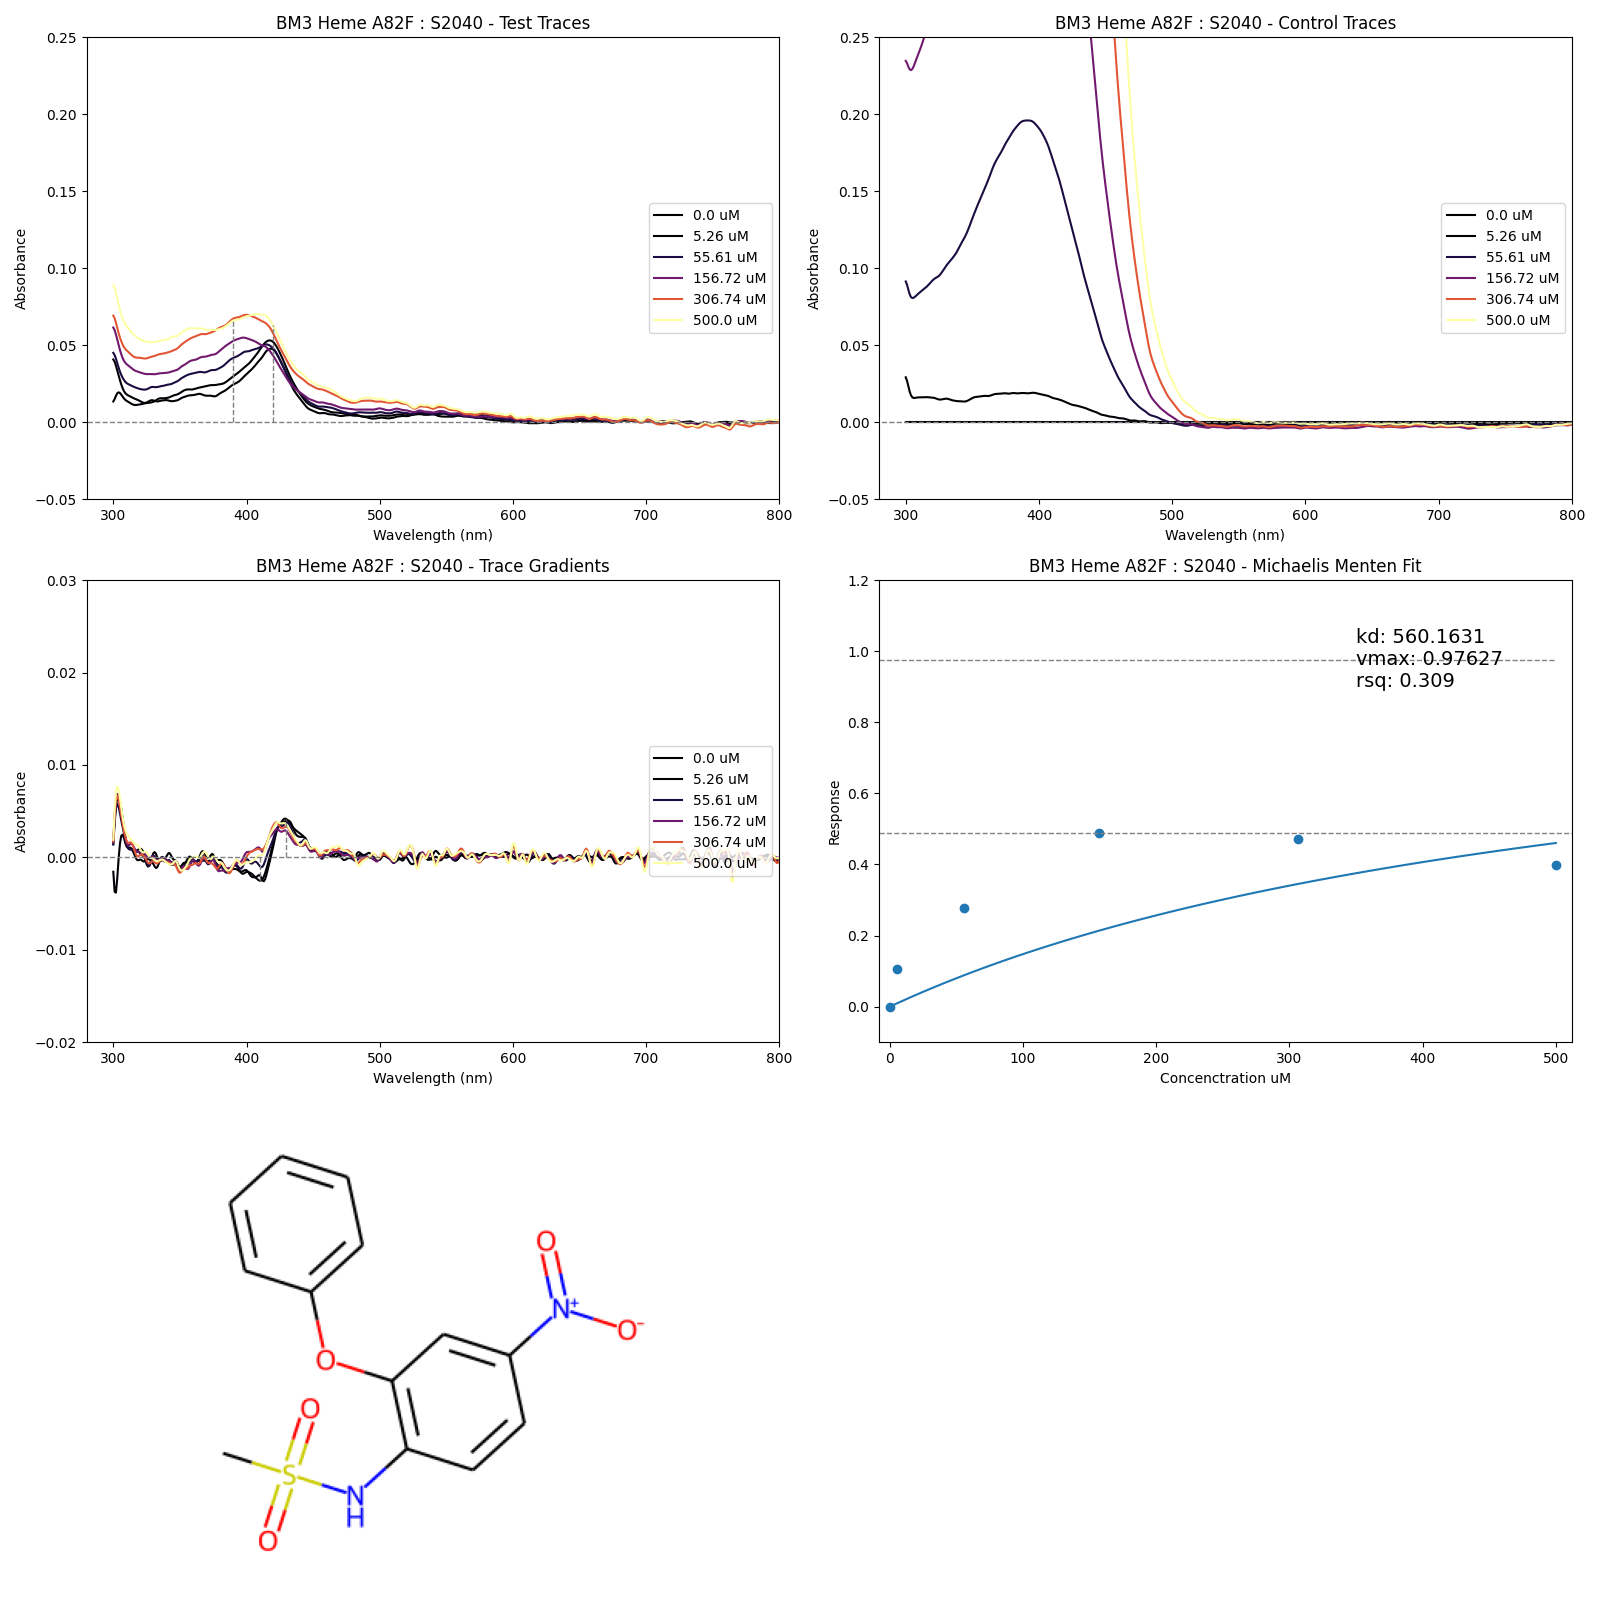 BM3 Heme A82F : S2040 - Test Traces
0.25
0.20
0.15
0.10
0.05
0.00
−0.05
Absorbance
0.0 uM
5.26 uM
55.61 uM
156.72 uM
306.74 uM
500.0 uM
300 400 500 600 700 800
Wavelength (nm)
BM3 Heme A82F : S2040 - Control Traces
0.25
0.20
0.15
0.10
0.05
0.00
−0.05
Absorbance
0.0 uM
5.26 uM
55.61 uM
156.72 uM
306.74 uM
500.0 uM
300 400 500 600 700 800
Wavelength (nm)
BM3 Heme A82F : S2040 - Trace Gradients
0.03
0.02
0.01
0.00
−0.01
−0.02
Absorbance
0.0 uM
5.26 uM
55.61 uM
156.72 uM
306.74 uM
500.0 uM
300 400 500 600 700 800
Wavelength (nm)
BM3 Heme A82F : S2040 - Michaelis Menten Fit
1.2
1.0
0.8
0.6
0.4
0.2
0.0
Response
kd: 560.1631
vmax: 0.97627
rsq: 0.309
0 100 200 300 400 500
Concenctration uM
O
N+
O−
O
O
S
N
H
O